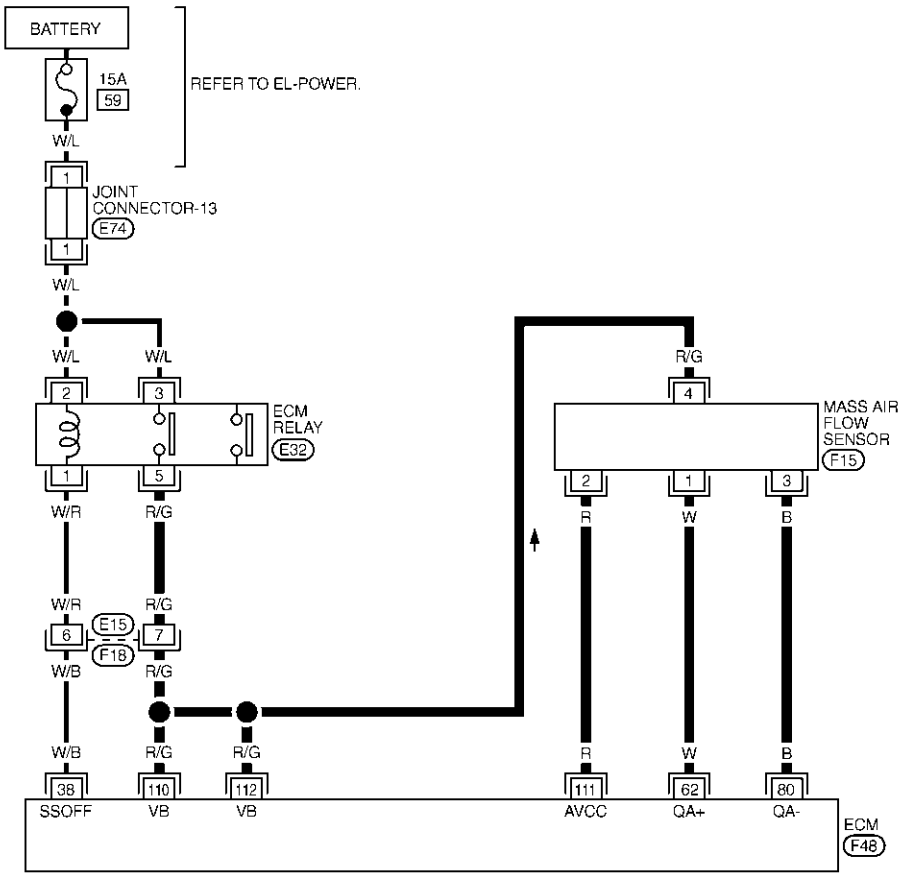 BATTERY
15A
59
REFER TO EL-POWER.
W/L
1
JOINT
CONNECTOR-13
E74
1
W/L
W/L W/L R/G
2 3 4
ECM
RELAY
E32
MASS AIR
FLOW
SENSOR
F15
1 5 2 1 3
W/R R/G R W B
W/R R/G
6 E15 7
F18
W/B R/G
W/B R/G R/G R W B
38 110 112 111 62 80
SSOFF VB VB AVCC QA+ QA-
ECM
F48